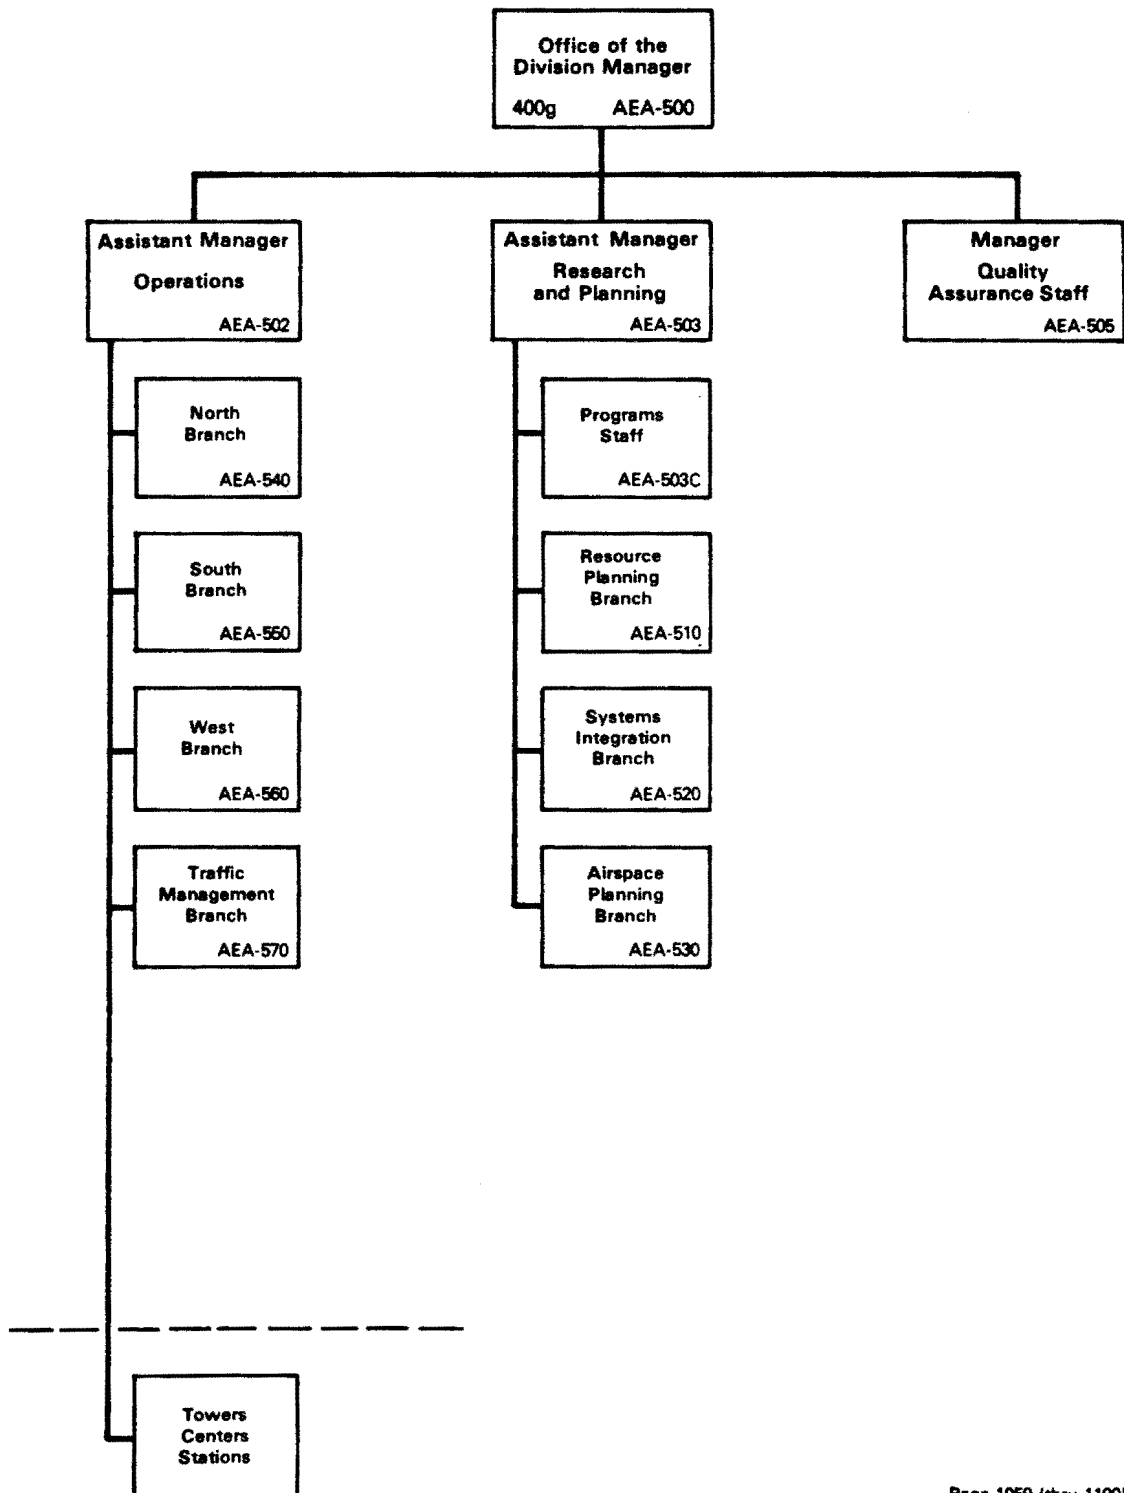 Office of the
Division Manager
400g AEA-500
Assistant Manager
Operations
AEA-502
North
Branch
AEA-540
South
Branch
AEA-550
West
Branch
AEA-560
Traffic
Management
Branch
AEA-570
Towers
Centers
Stations
Assistant Manager
Research
and Planning
AEA-503
Programs
Staff
AEA-503C
Resource
Planning
Branch
AEA-510
Systems
Integration
Branch
AEA-520
Airspace
Planning
Branch
AEA-530
Manager
Quality
Assurance Staff
AEA-505